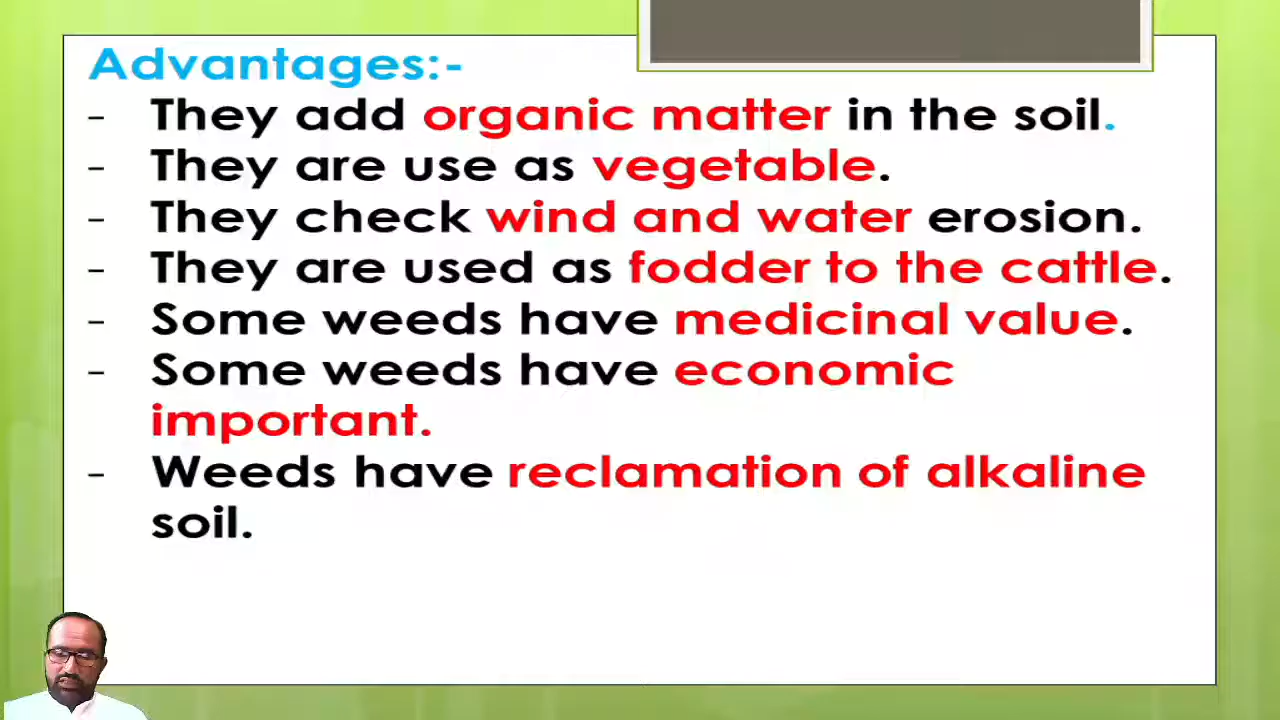 Advantages:-
- They add organic matter in the soil.
- They are use as vegetable.
- They check wind and water erosion.
- They are used as fodder to the cattle.
- Some weeds have medicinal value.
- Some weeds have economic
important.
- Weeds have reclamation of alkaline
soil.